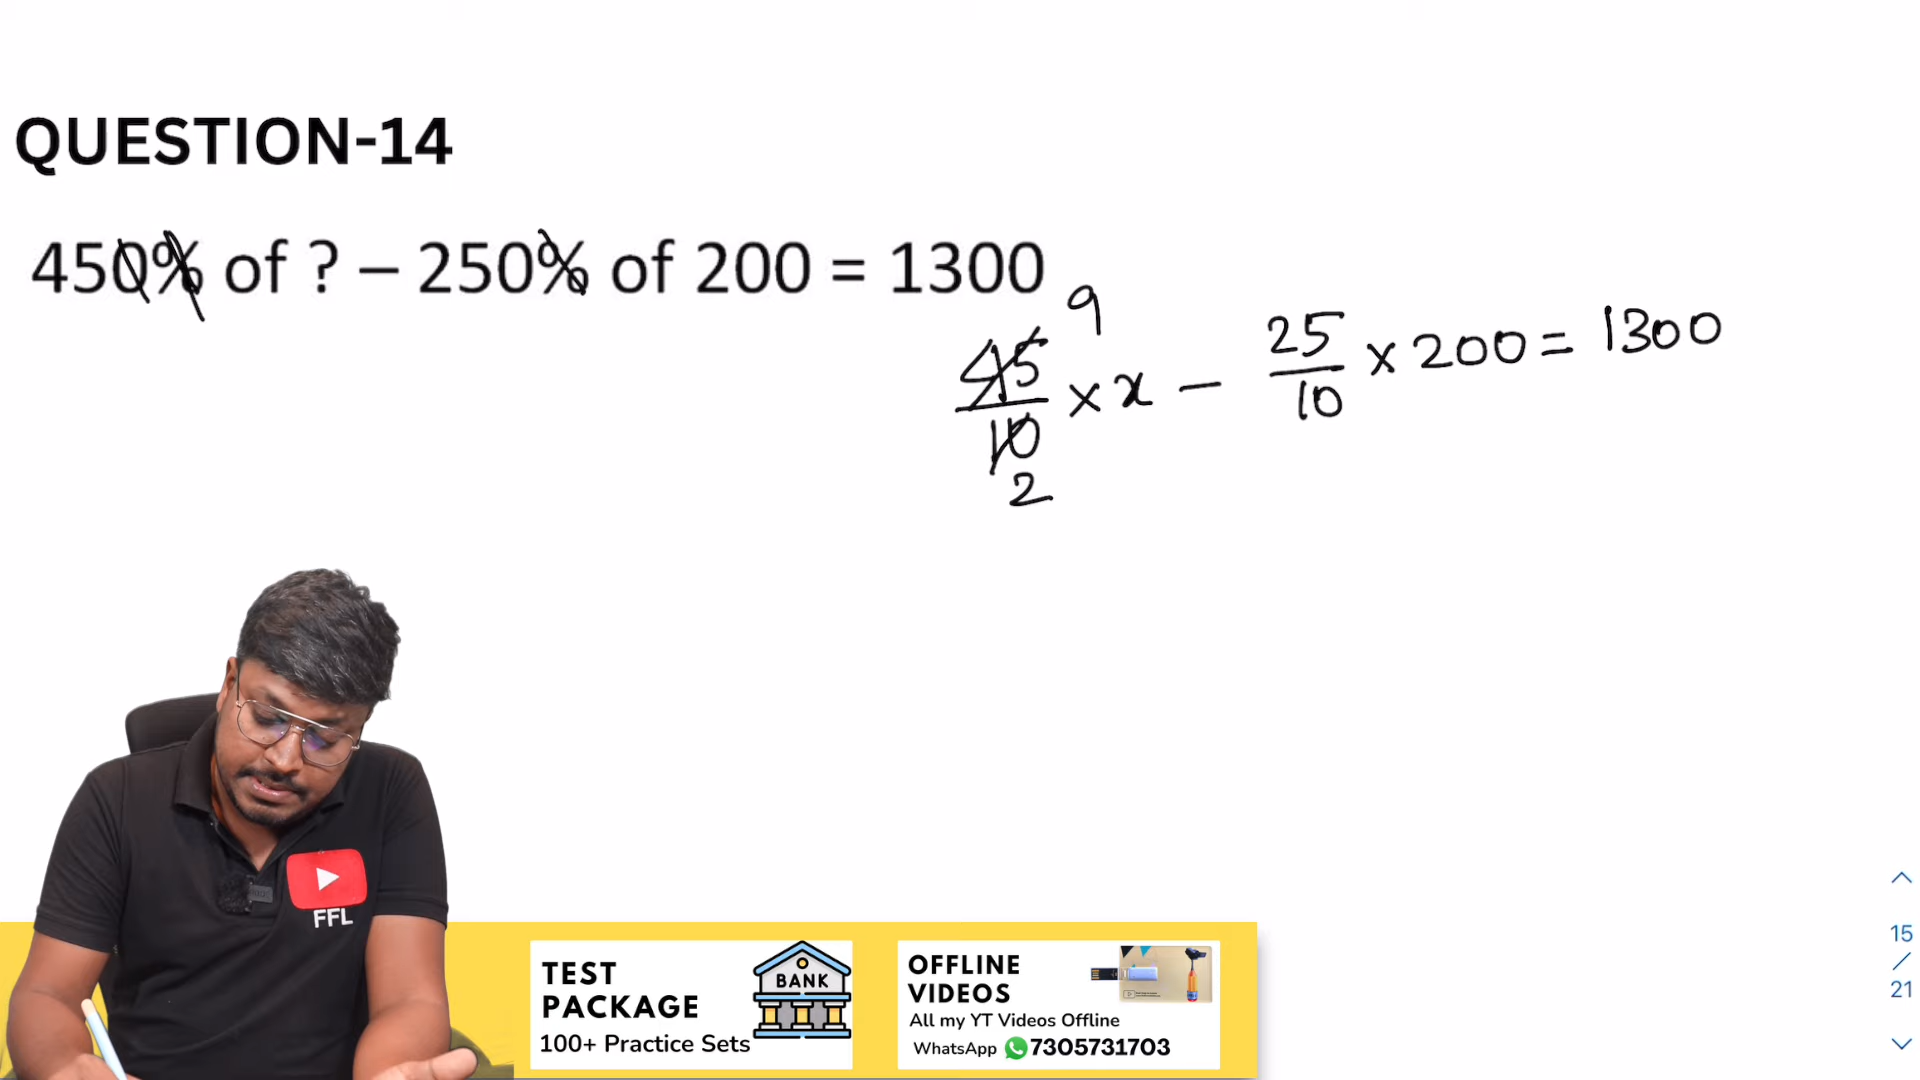 QUESTION-14
450% of ? – 250% of 200 = 1300
9
45/10 × x – 25/10 × 200 = 1300
2
FFL
TEST
PACKAGE
100+ Practice Sets
BANK
OFFLINE
VIDEOS
All my YT Videos Offline
WhatsApp 7305731703
15
/
21